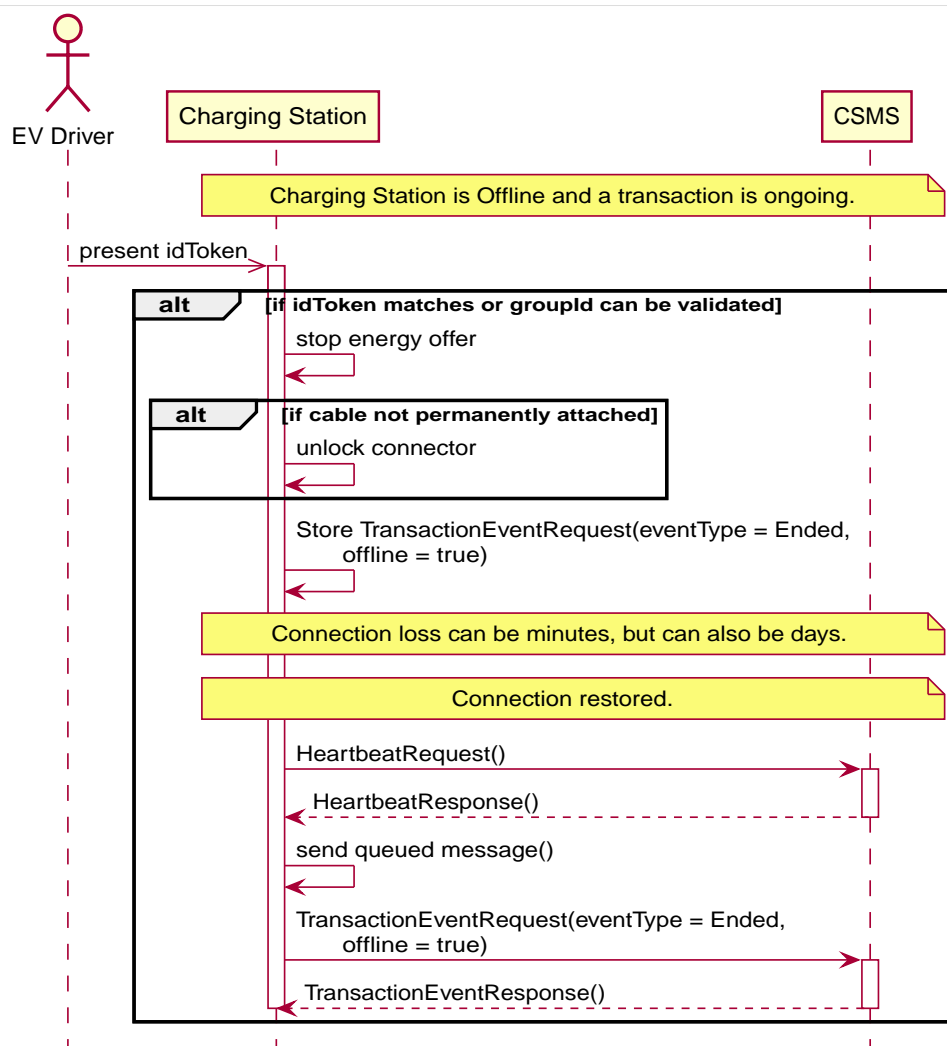 EV Driver
Charging Station
CSMS
Charging Station is Offline and a transaction is ongoing.
present idToken
alt [if idToken matches or groupId can be validated]
stop energy offer
alt [if cable not permanently attached]
unlock connector
Store TransactionEventRequest(eventType = Ended,
offline = true)
Connection loss can be minutes, but can also be days.
Connection restored.
HeartbeatRequest()
HeartbeatResponse()
send queued message()
TransactionEventRequest(eventType = Ended,
offline = true)
TransactionEventResponse()